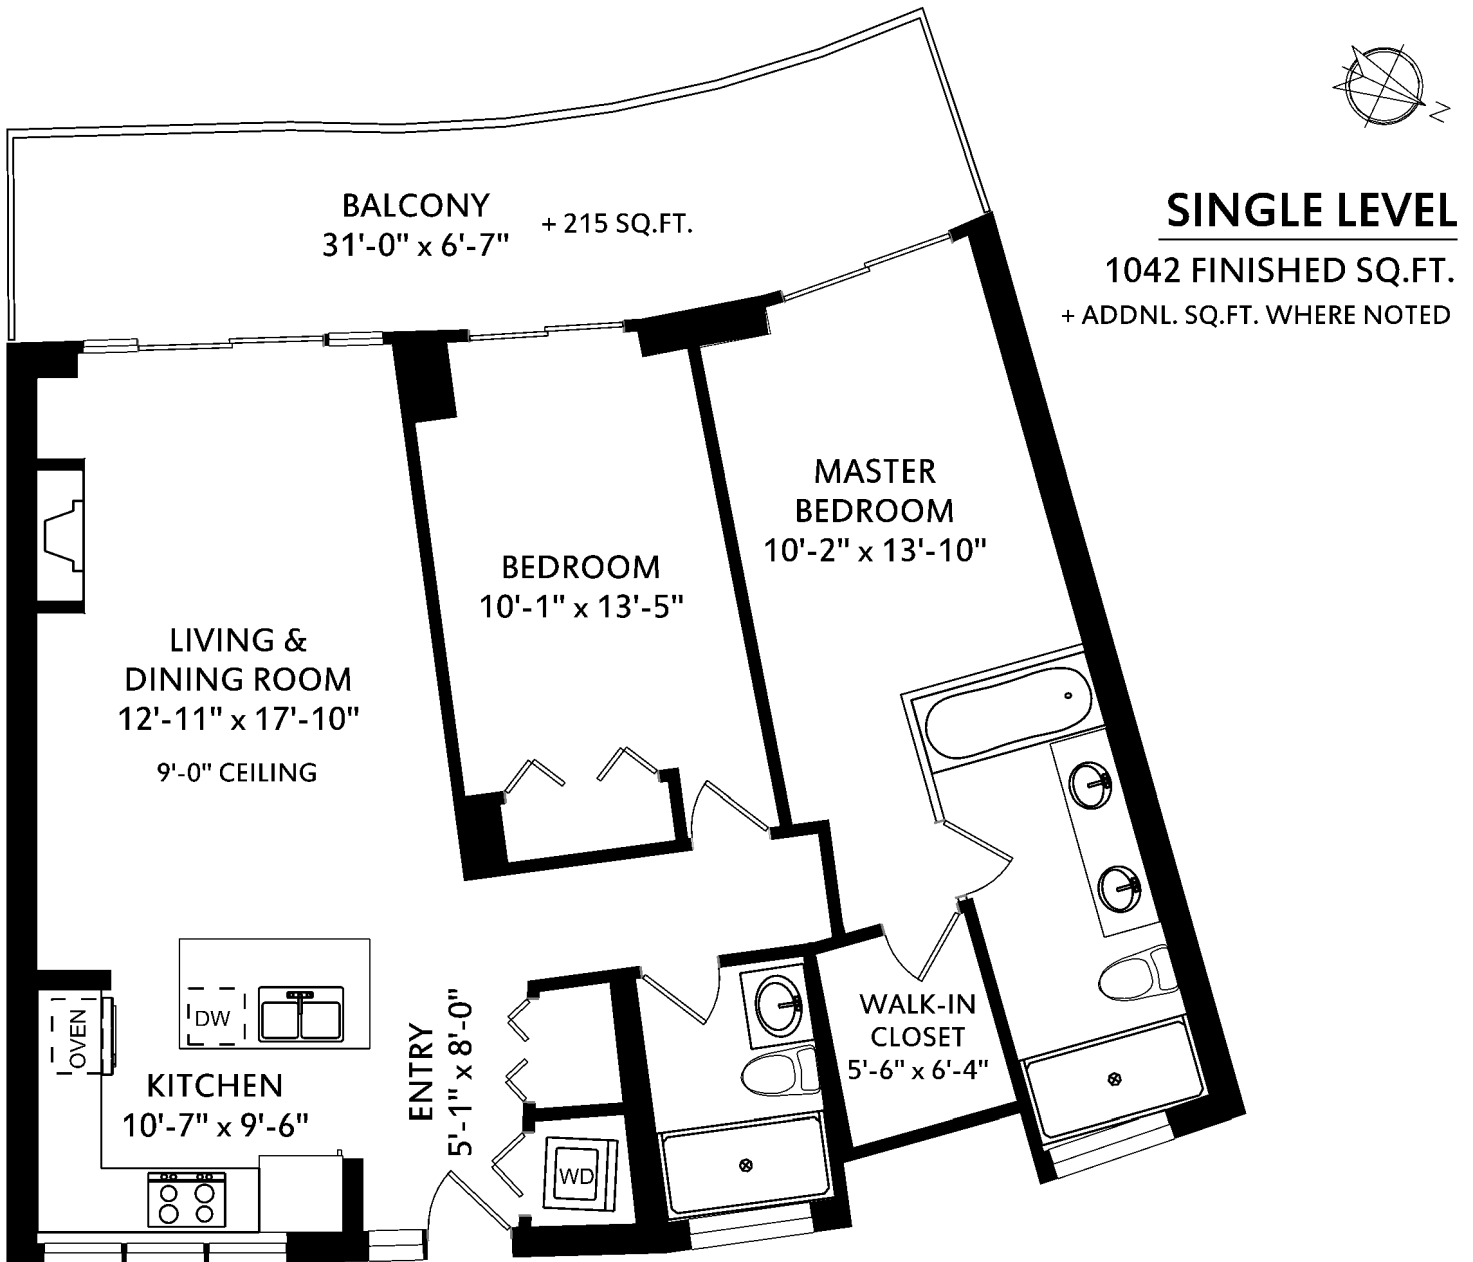 N
SINGLE LEVEL
1042 FINISHED SQ.FT.
+ ADDNL. SQ.FT. WHERE NOTED
BALCONY
31'-0" x 6'-7"
+ 215 SQ.FT.
MASTER
BEDROOM
10'-2" x 13'-10"
BEDROOM
10'-1" x 13'-5"
LIVING &
DINING ROOM
12'-11" x 17'-10"
9'-0" CEILING
WALK-IN
CLOSET
5'-6" x 6'-4"
DW
OVEN
KITCHEN
10'-7" x 9'-6"
ENTRY
5'-1" x 8'-0"
WD